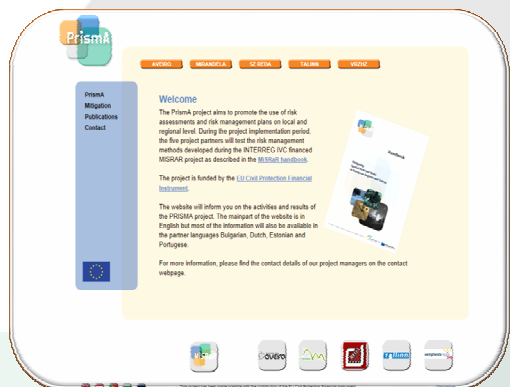 PrismA
AVEIRO MIRANDELA SZ REDA TALINN VRZHZ
PrismA
Mitigation
Publications
Contact
Welcome
The PrismA project aims to promote the use of risk
assessments and risk management plans on local and
regional level. During the project implementation period,
the five project partners will test the risk management
methods developed during the INTERREG IVC financed
MISRAR project as described in the MiSRaR handbook.
The project is funded by the EU Civil Protection Financial
Instrument.
The website will inform you on the activities and results of
the PRISMA project. The mainpart of the website is in
English but most of the information will also be available in
the partner languages Bulgarian, Dutch, Estonian and
Portugese.
For more information, please find the contact details of our project managers on the contact
webpage.
Handbook
aveiro
tallinn